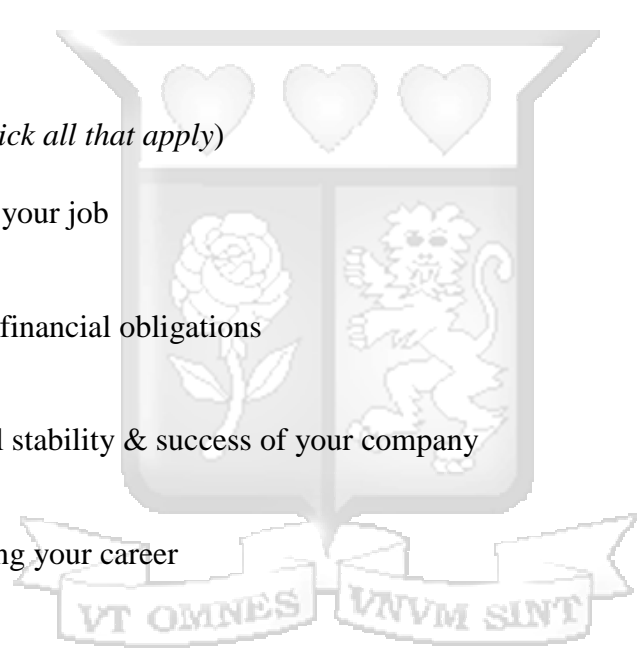 ick all that apply)
your job
financial obligations
l stability & success of your company
ng your career
VT OMNES VNVM SINT